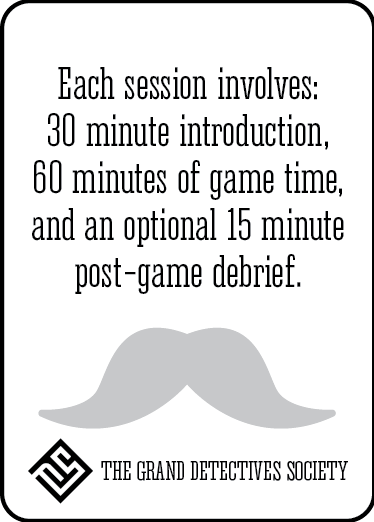 Each session involves:
30 minute introduction,
60 minutes of game time,
and an optional 15 minute
post-game debrief.
THE GRAND DETECTIVES SOCIETY